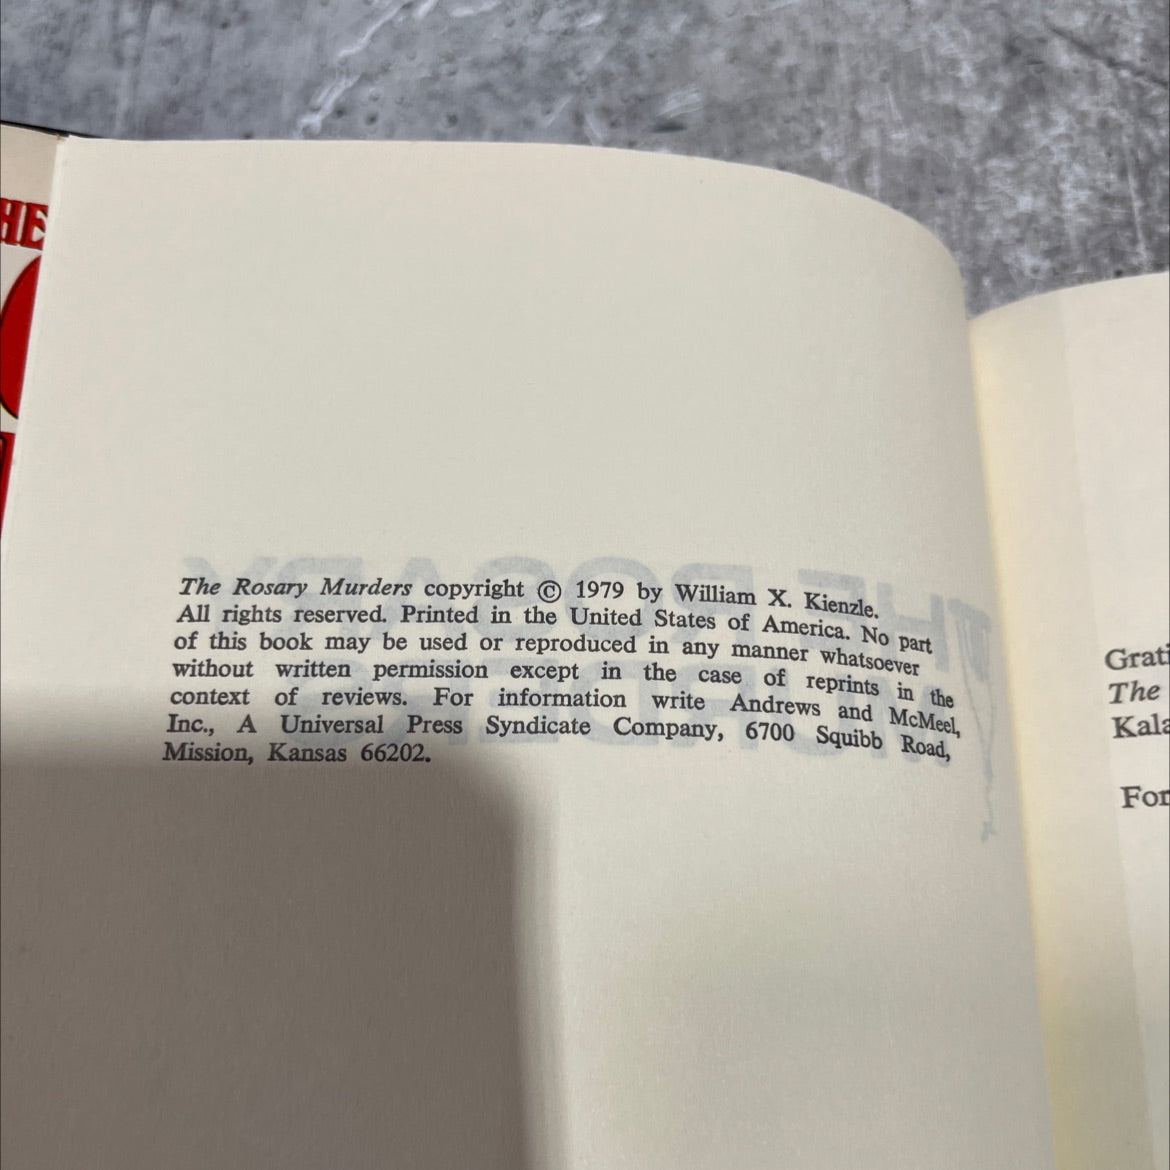 HE
The Rosary Murders copyright © 1979 by William X. Kienzle.
All rights reserved. Printed in the United States of America. No part
of this book may be used or reproduced in any manner whatsoever
without written permission except in the case of reprints in the
context of reviews. For information write Andrews and McMeel,
Inc., A Universal Press Syndicate Company, 6700 Squibb Road,
Mission, Kansas 66202.
Grati
The
Kala
For